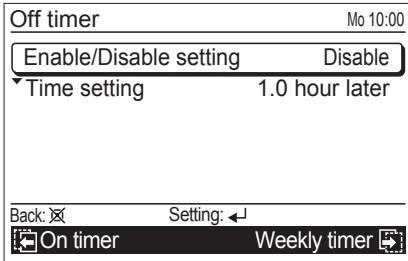 Off timer Mo 10:00
Enable/Disable setting Disable
Time setting 1.0 hour later
Back: Setting:
On timer Weekly timer